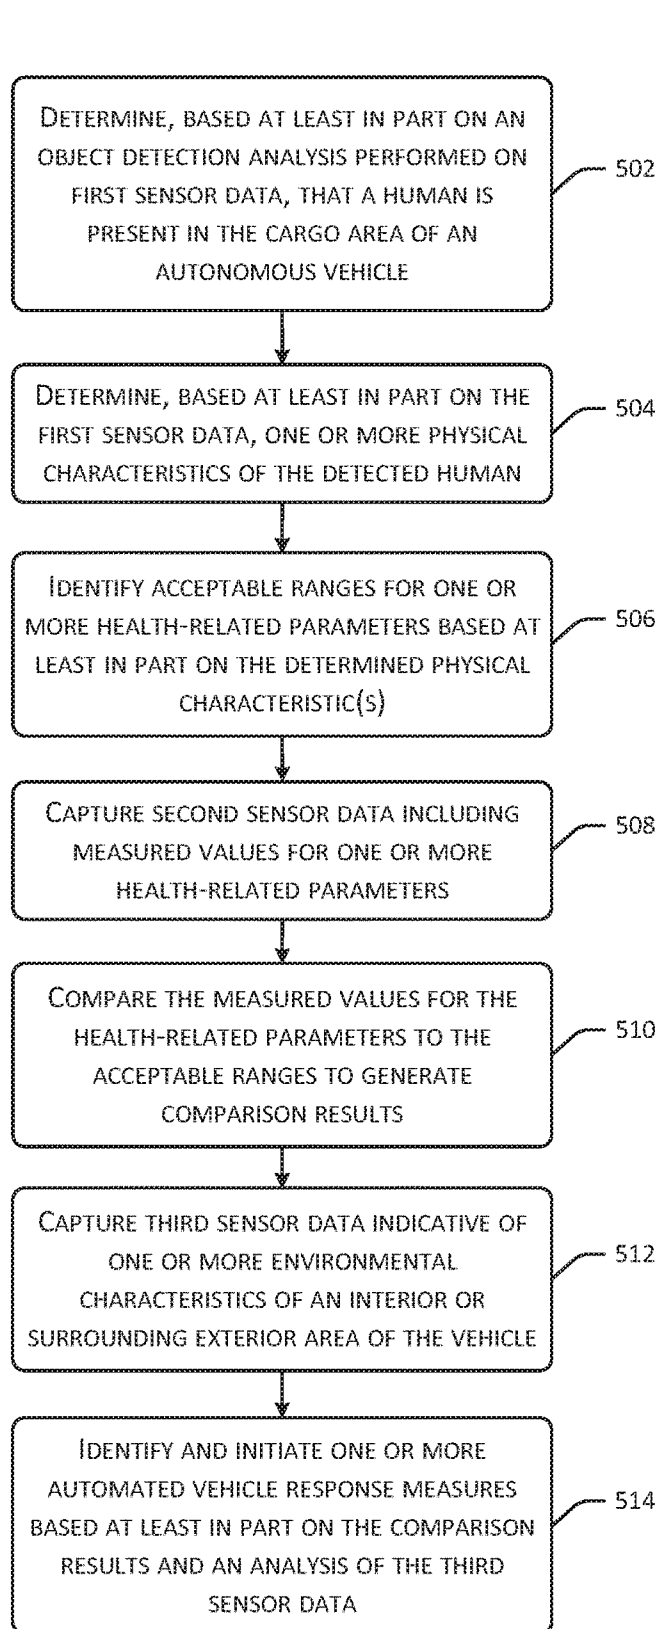 DETERMINE, BASED AT LEAST IN PART ON AN
OBJECT DETECTION ANALYSIS PERFORMED ON
FIRST SENSOR DATA, THAT A HUMAN IS
PRESENT IN THE CARGO AREA OF AN
AUTONOMOUS VEHICLE
502
DETERMINE, BASED AT LEAST IN PART ON THE
FIRST SENSOR DATA, ONE OR MORE PHYSICAL
CHARACTERISTICS OF THE DETECTED HUMAN
504
IDENTIFY ACCEPTABLE RANGES FOR ONE OR
MORE HEALTH-RELATED PARAMETERS BASED AT
LEAST IN PART ON THE DETERMINED PHYSICAL
CHARACTERISTIC(S)
506
CAPTURE SECOND SENSOR DATA INCLUDING
MEASURED VALUES FOR ONE OR MORE
HEALTH-RELATED PARAMETERS
508
COMPARE THE MEASURED VALUES FOR THE
HEALTH-RELATED PARAMETERS TO THE
ACCEPTABLE RANGES TO GENERATE
COMPARISON RESULTS
510
CAPTURE THIRD SENSOR DATA INDICATIVE OF
ONE OR MORE ENVIRONMENTAL
CHARACTERISTICS OF AN INTERIOR OR
SURROUNDING EXTERIOR AREA OF THE VEHICLE
512
IDENTIFY AND INITIATE ONE OR MORE
AUTOMATED VEHICLE RESPONSE MEASURES
BASED AT LEAST IN PART ON THE COMPARISON
RESULTS AND AN ANALYSIS OF THE THIRD
SENSOR DATA
514